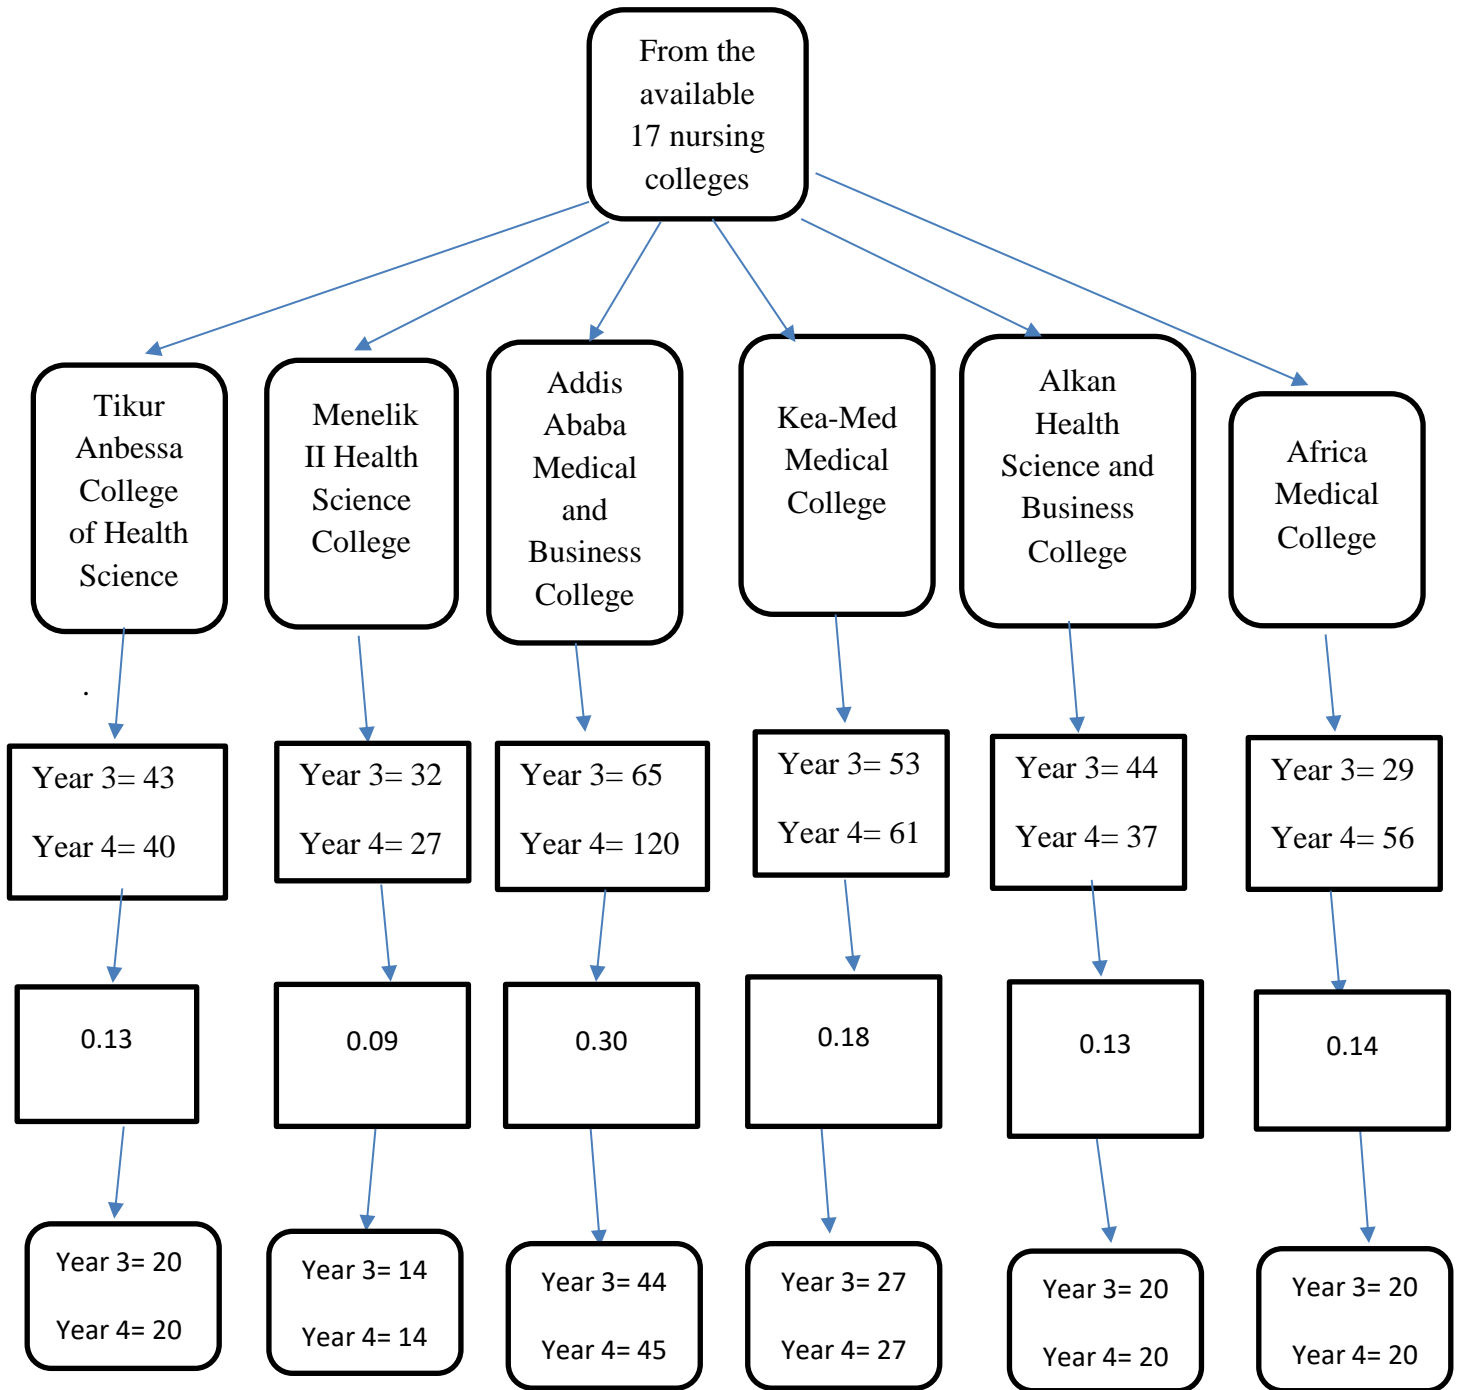 From the
available
17 nursing
colleges
Tikur
Anbessa
College
of Health
Science
Menelik
II Health
Science
College
Addis
Ababa
Medical
and
Business
College
Kea-Med
Medical
College
Alkan
Health
Science and
Business
College
Africa
Medical
College
.
Year 3= 43
Year 4= 40
Year 3= 32
Year 4= 27
Year 3= 65
Year 4= 120
Year 3= 53
Year 4= 61
Year 3= 44
Year 4= 37
Year 3= 29
Year 4= 56
0.13
0.09
0.30
0.18
0.13
0.14
Year 3= 20
Year 4= 20
Year 3= 14
Year 4= 14
Year 3= 44
Year 4= 45
Year 3= 27
Year 4= 27
Year 3= 20
Year 4= 20
Year 3= 20
Year 4= 20